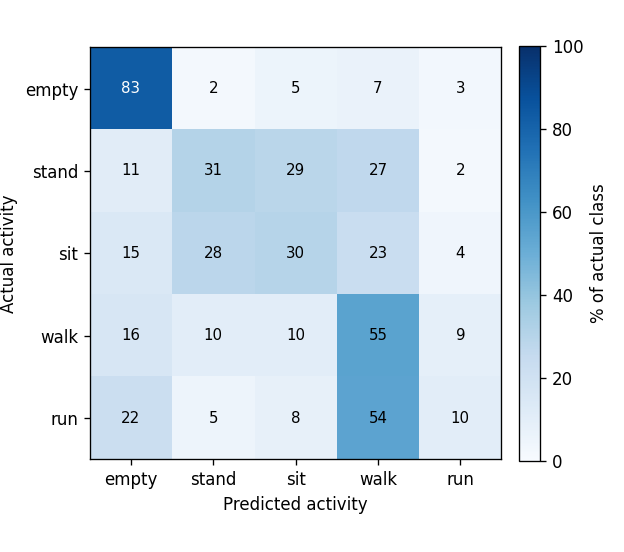 empty 83 2 5 7 3
stand 11 31 29 27 2
sit 15 28 30 23 4
walk 16 10 10 55 9
run 22 5 8 54 10
empty stand sit walk run
Predicted activity
Actual activity
100
80
60
40
20
0
% of actual class